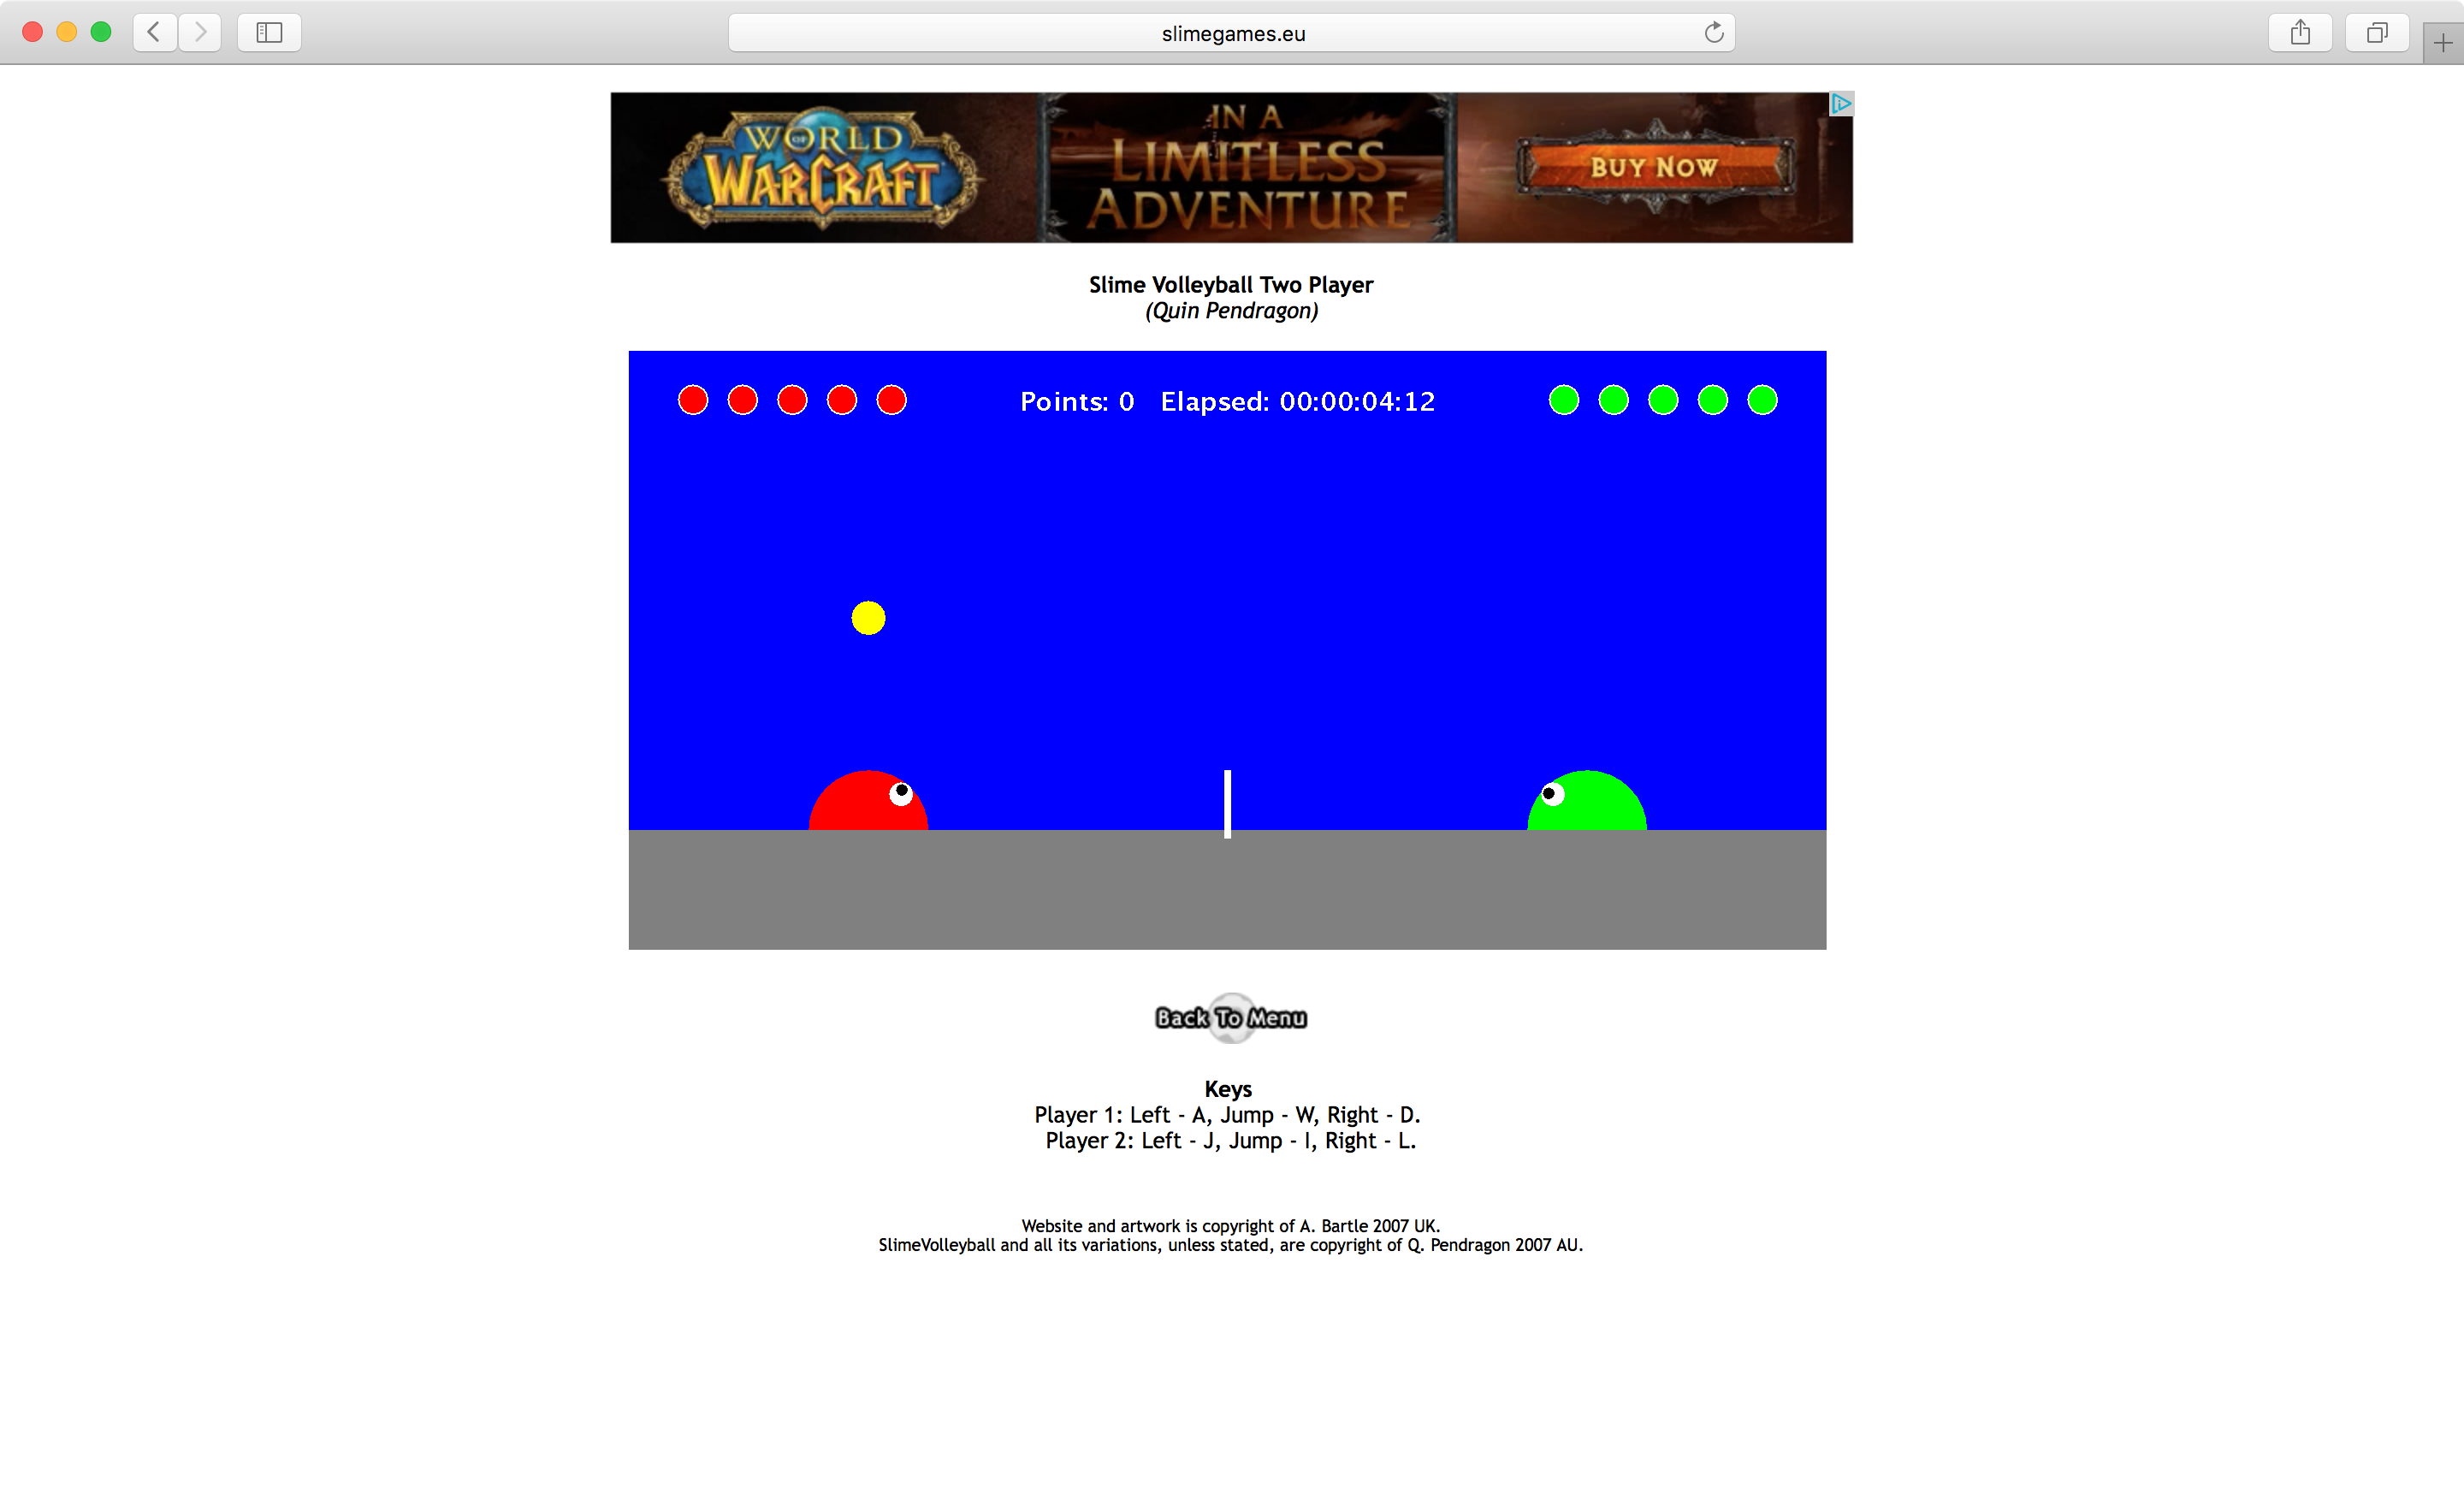 slimegames.eu
WORLD
OF
WARCRAFT
IN A
LIMITLESS
ADVENTURE
BUY NOW
Slime Volleyball Two Player
(Quin Pendragon)
Points: 0 Elapsed: 00:00:04:12
Back To Menu
Keys
Player 1: Left - A, Jump - W, Right - D.
Player 2: Left - J, Jump - I, Right - L.
Website and artwork is copyright of A. Bartle 2007 UK.
SlimeVolleyball and all its variations, unless stated, are copyright of Q. Pendragon 2007 AU.